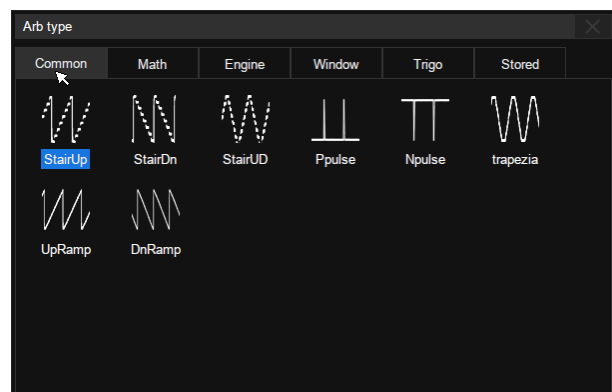 Arb type
Common Math Engine Window Trigo Stored
StairUp StairDn StairUD Ppulse Npulse trapezia
UpRamp DnRamp